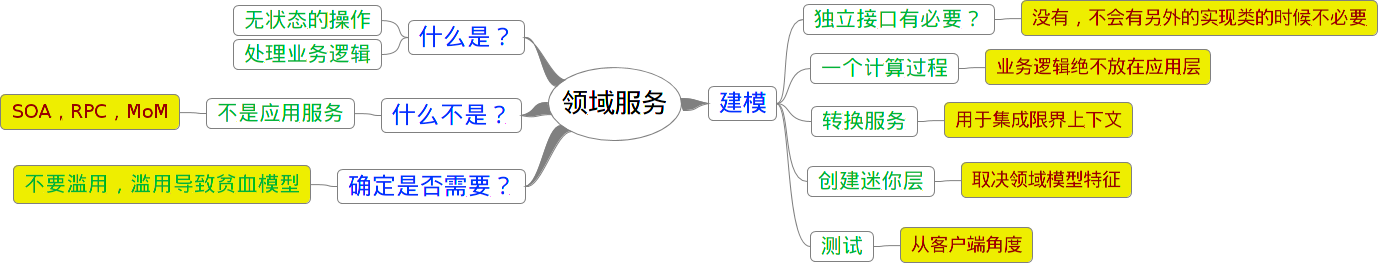 领域服务
什么是？
无状态的操作
处理业务逻辑
什么不是？
不是应用服务
SOA，RPC，MoM
确定是否需要？
不要滥用，滥用导致贫血模型
建模
独立接口有必要？
没有，不会有另外的实现类的时候不必要
一个计算过程
业务逻辑绝不放在应用层
转换服务
用于集成限界上下文
创建迷你层
取决领域模型特征
测试
从客户端角度